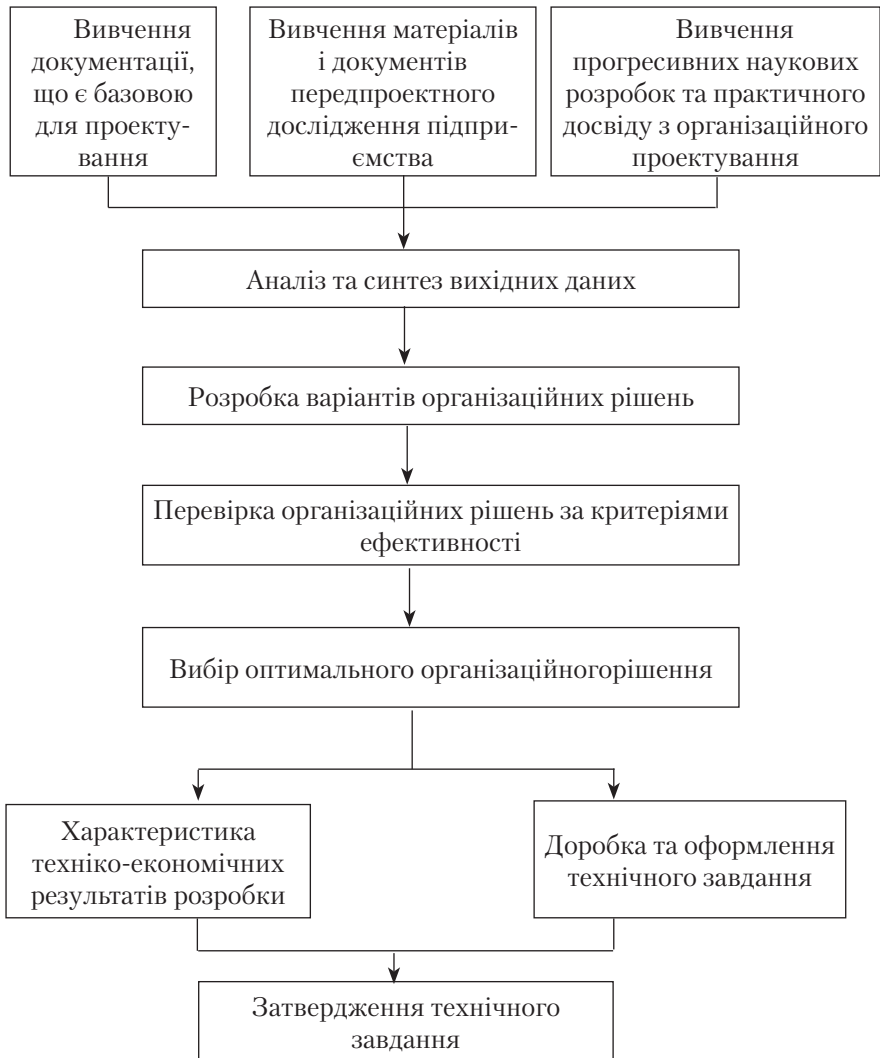 Вивчення
документації,
що є базовою
для проекту-
вання
Вивчення матеріалів
і документів
передпроектного
дослідження підпри-
ємства
Вивчення
прогресивних наукових
розробок та практичного
досвіду з організаційного
проектування
Аналіз та синтез вихідних даних
Розробка варіантів організаційних рішень
Перевірка організаційних рішень за критеріями
ефективності
Вибір оптимального організаційногорішення
Характеристика
техніко-економічних
результатів розробки
Доробка та оформлення
технічного завдання
Затвердження технічного
завдання